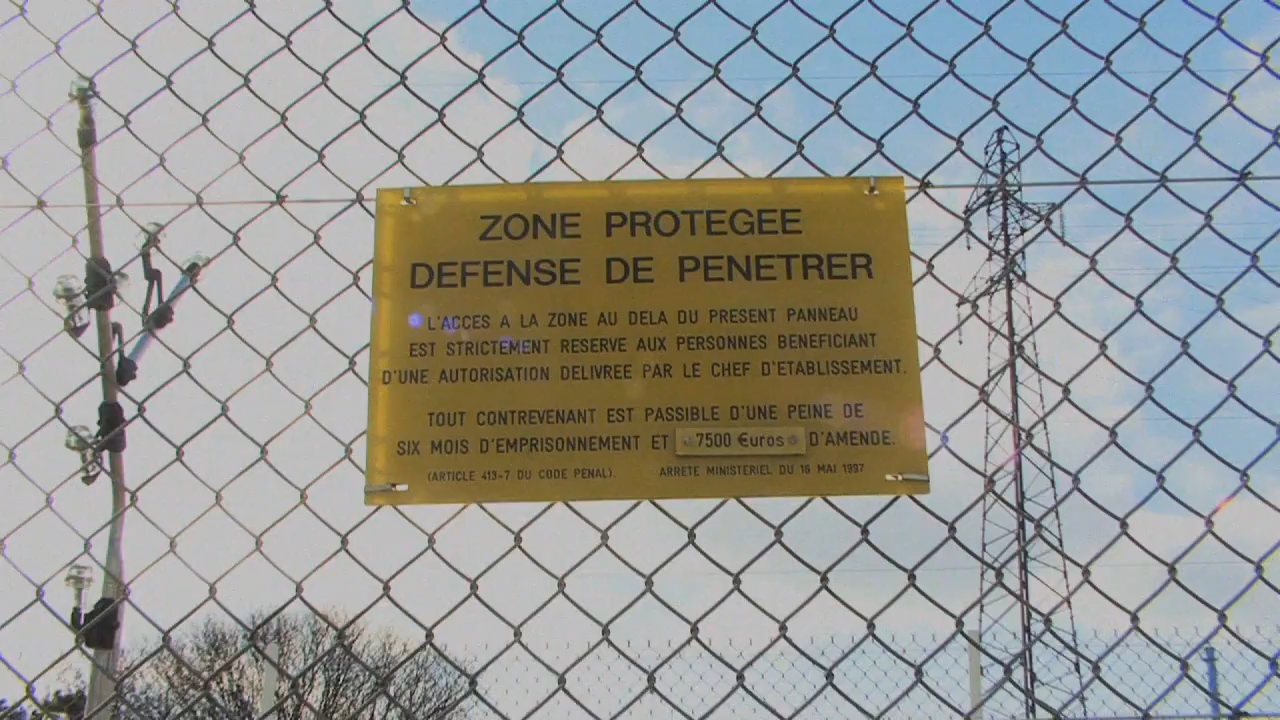 ZONE PROTEGEE
DEFENSE DE PENETRER
L'ACCES A LA ZONE AU DELA DU PRESENT PANNEAU
EST STRICTEMENT RESERVE AUX PERSONNES BENEFICIANT
D'UNE AUTORISATION DELIVREE PAR LE CHEF D'ETABLISSEMENT.
TOUT CONTREVENANT EST PASSIBLE D'UNE PEINE DE
SIX MOIS D'EMPRISONNEMENT ET 7500 €uros D'AMENDE.
(ARTICLE 413-7 DU CODE PENAL). ARRETE MINISTERIEL DU 16 MAI 1997